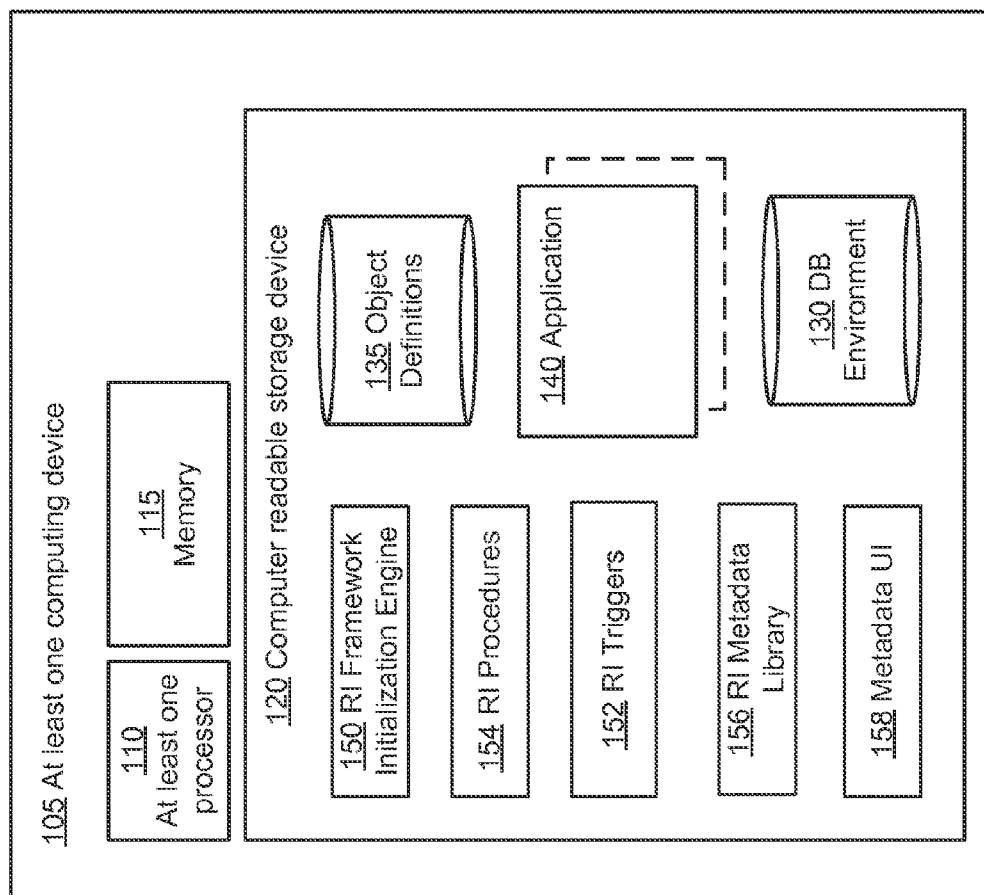 105 At least one computing device
110
At least one
processor
115
Memory
120 Computer readable storage device
150 RI Framework
Initialization Engine
154 RI Procedures
152 RI Triggers
156 RI Metadata
Library
158 Metadata UI
135 Object
Definitions
140 Application
130 DB
Environment